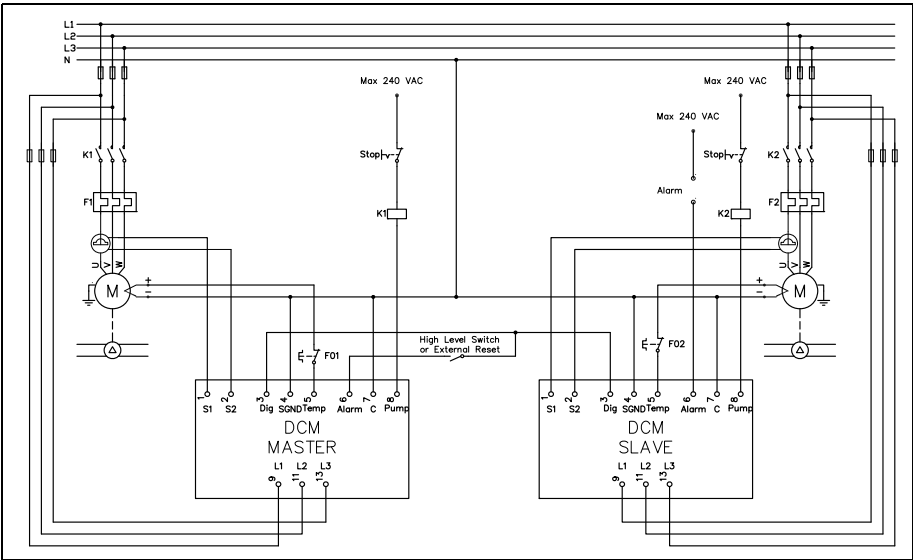 L1
L2
L3
N
Max 240 VAC
Max 240 VAC
Max 240 VAC
K1
Stop
Stop
K2
Alarm
F1
K1
K2
F2
U V W
U V W
M
+
-
+
-
M
F01
High Level Switch
or External Reset
F02
1 2 3 4 5 6 7 8
S1 S2 Dig SGND Temp Alarm C Pump
DCM
MASTER
L1 L2 L3
9 11 13
1 2 3 4 5 6 7 8
S1 S2 Dig SGND Temp Alarm C Pump
DCM
SLAVE
L1 L2 L3
9 11 13